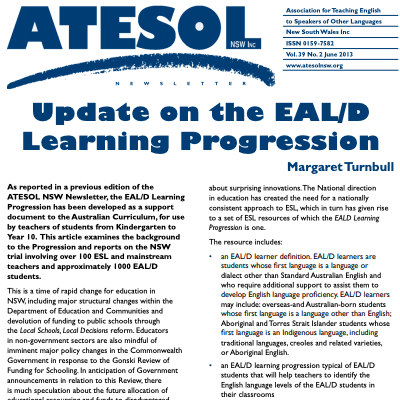 ATESOL
NSW Inc
NEWSLETTER
Association for Teaching English
to Speakers of Other Languages
New South Wales Inc
ISSN 0159-7582
Vol. 39 No. 2 June 2013
www.atesolnsw.org
Update on the EAL/D
Learning Progression
Margaret Turnbull
As reported in a previous edition of the
ATESOL NSW Newsletter, the EAL/D Learning
Progression has been developed as a support
document to the Australian Curriculum, for use
by teachers of students from Kindergarten to
Year 10. This article examines the background
to the Progression and reports on the NSW
trial involving over 100 ESL and mainstream
teachers and approximately 1000 EAL/D
students.
This is a time of rapid change for education in
NSW, including major structural changes within the
Department of Education and Communities and
devolution of funding to public schools through
the Local Schools, Local Decisions reform. Educators
in non-government sectors are also mindful of
imminent major policy changes in the Commonwealth
Government in response to the Gonski Review of
Funding for Schooling. In anticipation of Government
announcements in relation to this Review, there
is much speculation about the future allocation of
educational resourcing and funds to disadvantaged
about surprising innovations. The National direction
in education has created the need for a nationally
consistent approach to ESL, which in turn has given rise
to a set of ESL resources of which the EALD Learning
Progression is one.
The resource includes:
• an EAL/D learner definition. EAL/D learners are
students whose first language is a language or
dialect other than Standard Australian English and
who require additional support to assist them to
develop English language proficiency. EAL/D learners
may include: overseas-and Australian-born students
whose first language is a language other than English;
Aboriginal and Torres Strait Islander students whose
first language is an Indigenous language, including
traditional languages, creoles and related varieties,
or Aboriginal English.
• an EAL/D learning progression typical of EAL/D
students that will help teachers to identify the
English language levels of the EAL/D students in
their classrooms